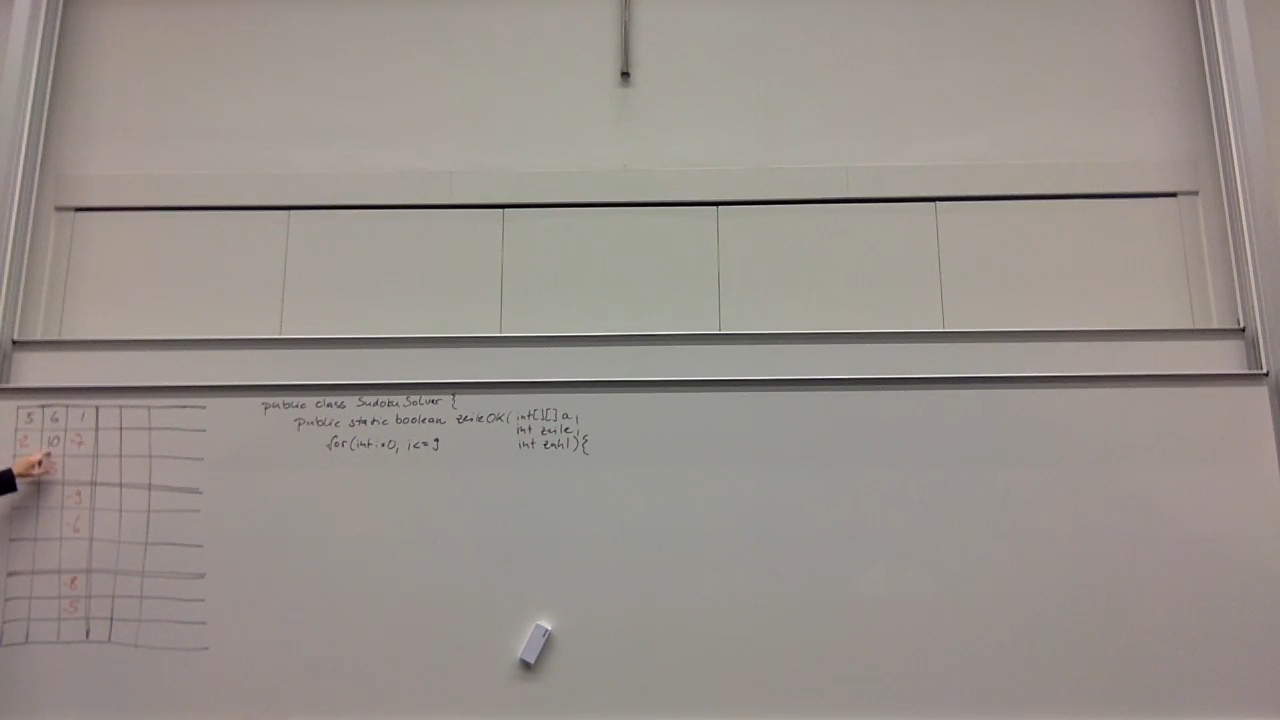 5 6 1
-2 10 -7
-9
-6
-8
-5
public class SudokuSolver {
public static boolean zeileOK( int[][] a,
int zeile,
for(int i=0; i<=9 int zahl){